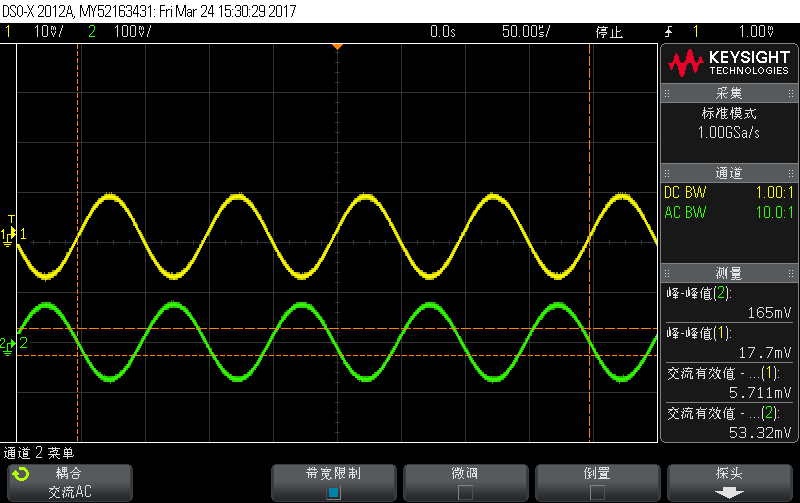 DSO-X 2012A, MY52163431: Fri Mar 24 15:30:29 2017
1 10mV/ 2 100mV/ 0.0s 50.00us/ 停止 1 1.00mV
KEYSIGHT
TECHNOLOGIES
采集
标准模式
1.00GSa/s
通道
DC BW 1.00:1
AC BW 10.0:1
测量
峰-峰值(2):
165mV
峰-峰值(1):
17.7mV
交流有效值 - ...(1):
5.711mV
交流有效值 - ...(2):
53.32mV
T
1 1
2 2
通道 2 菜单
耦合
交流AC
带宽限制
微调
倒置
探头